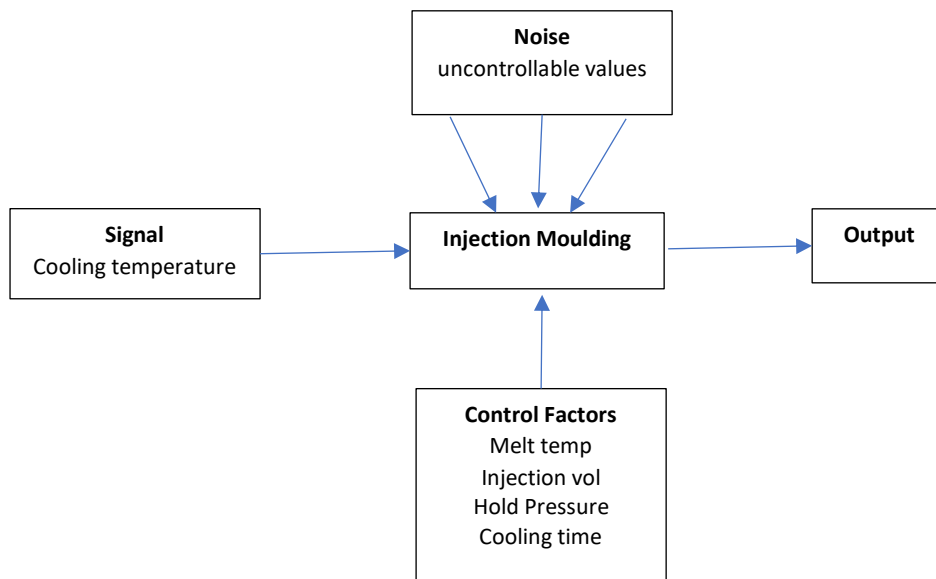 Noise
uncontrollable values
Signal
Cooling temperature
Injection Moulding
Output
Control Factors
Melt temp
Injection vol
Hold Pressure
Cooling time